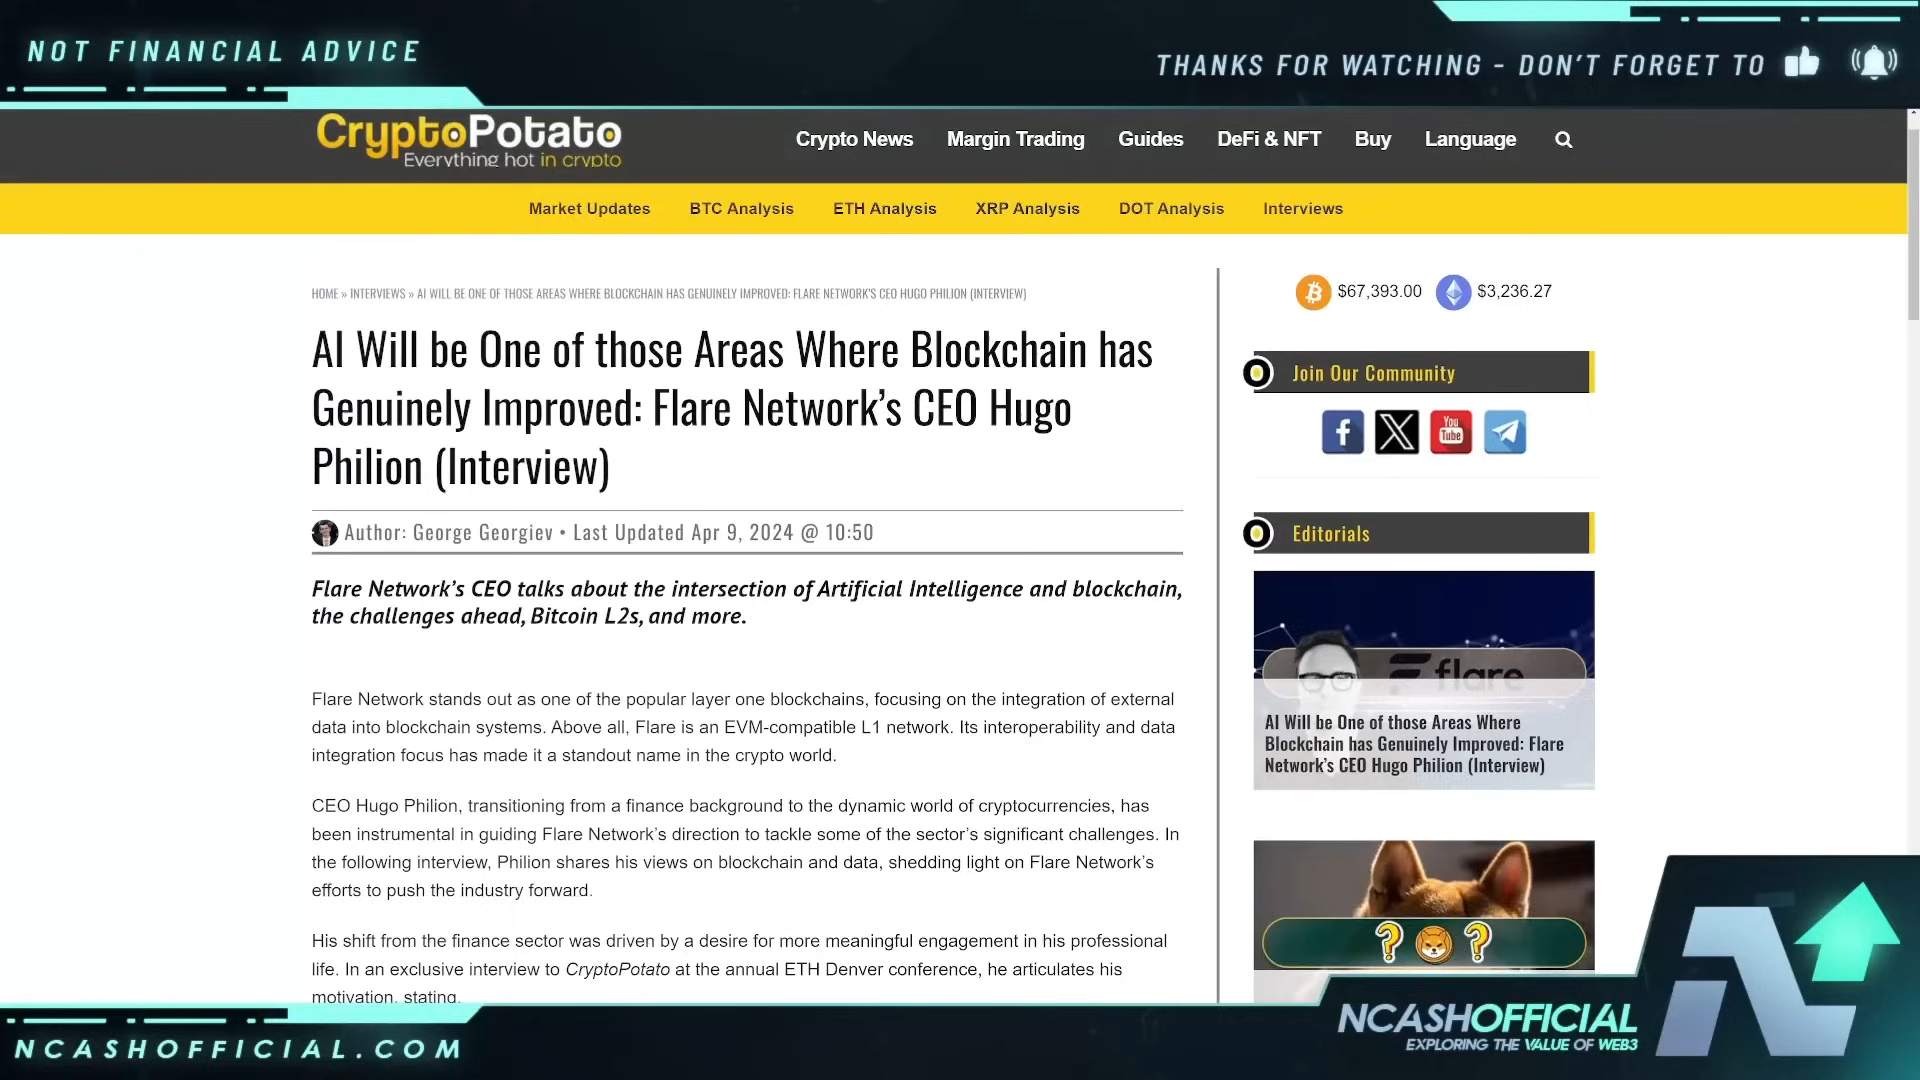 NOT FINANCIAL ADVICE
THANKS FOR WATCHING - DON'T FORGET TO
CryptoPotato
Everything hot in crypto
Crypto News Margin Trading Guides DeFi & NFT Buy Language
Market Updates BTC Analysis ETH Analysis XRP Analysis DOT Analysis Interviews
HOME » INTERVIEWS » AI WILL BE ONE OF THOSE AREAS WHERE BLOCKCHAIN HAS GENUINELY IMPROVED: FLARE NETWORK'S CEO HUGO PHILION (INTERVIEW)
AI Will be One of those Areas Where Blockchain has
Genuinely Improved: Flare Network's CEO Hugo
Philion (Interview)
Author: George Georgiev • Last Updated Apr 9, 2024 @ 10:50
Flare Network's CEO talks about the intersection of Artificial Intelligence and blockchain,
the challenges ahead, Bitcoin L2s, and more.
Flare Network stands out as one of the popular layer one blockchains, focusing on the integration of external
data into blockchain systems. Above all, Flare is an EVM-compatible L1 network. Its interoperability and data
integration focus has made it a standout name in the crypto world.
CEO Hugo Philion, transitioning from a finance background to the dynamic world of cryptocurrencies, has
been instrumental in guiding Flare Network's direction to tackle some of the sector's significant challenges. In
the following interview, Philion shares his views on blockchain and data, shedding light on Flare Network's
efforts to push the industry forward.
His shift from the finance sector was driven by a desire for more meaningful engagement in his professional
life. In an exclusive interview to CryptoPotato at the annual ETH Denver conference, he articulates his
motivation, stating,
$67,393.00 $3,236.27
Join Our Community
You
Tube
Editorials
flare
AI Will be One of those Areas Where
Blockchain has Genuinely Improved: Flare
Network's CEO Hugo Philion (Interview)
? ?
NCASHOFFICIAL.COM
NCASHOFFICIAL
EXPLORING THE VALUE OF WEB3